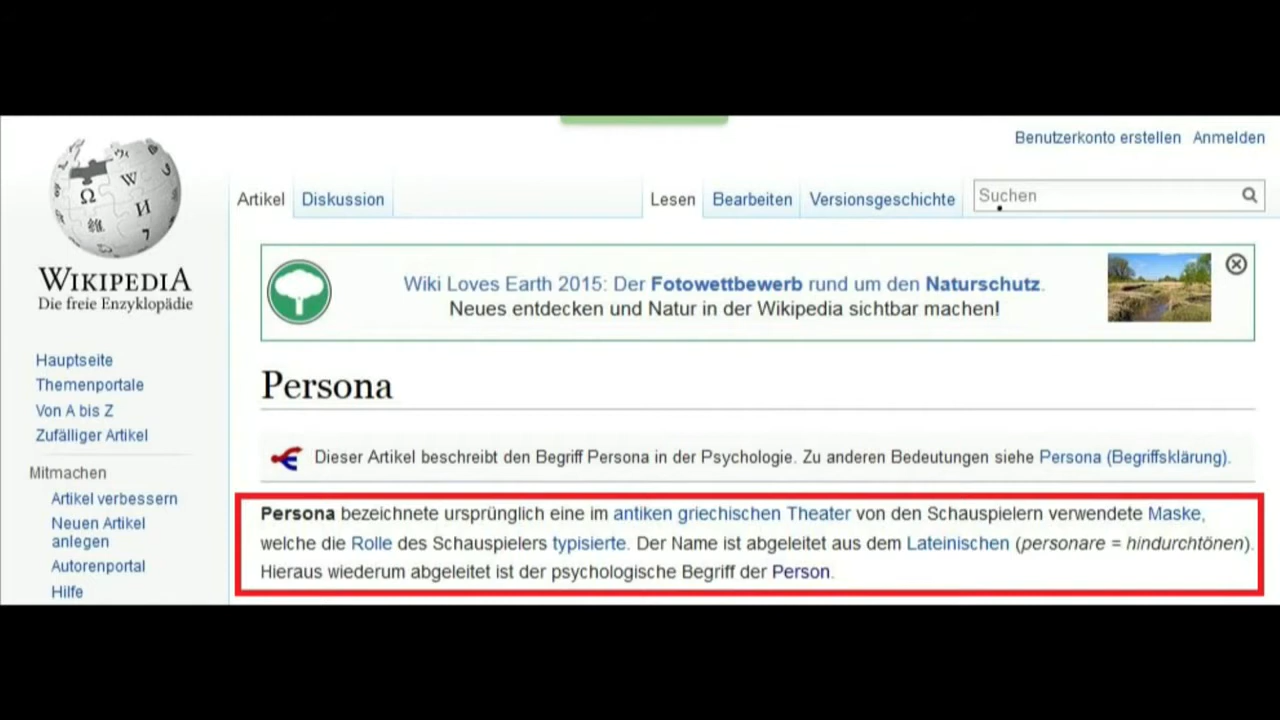 Benutzerkonto erstellen Anmelden
Artikel Diskussion Lesen Bearbeiten Versionsgeschichte Suchen
WIKIPEDIA
Die freie Enzyklopädie
Wiki Loves Earth 2015: Der Fotowettbewerb rund um den Naturschutz.
Neues entdecken und Natur in der Wikipedia sichtbar machen!
Hauptseite
Themenportale
Von A bis Z
Zufälliger Artikel
Mitmachen
Artikel verbessern
Neuen Artikel
anlegen
Autorenportal
Hilfe
Persona
Dieser Artikel beschreibt den Begriff Persona in der Psychologie. Zu anderen Bedeutungen siehe Persona (Begriffsklärung).
Persona bezeichnete ursprünglich eine im antiken griechischen Theater von den Schauspielern verwendete Maske,
welche die Rolle des Schauspielers typisierte. Der Name ist abgeleitet aus dem Lateinischen (personare = hindurchtönen).
Hieraus wiederum abgeleitet ist der psychologische Begriff der Person.